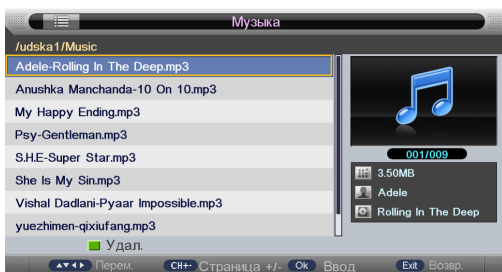 Музыка
/udska1/Music
Adele-Rolling In The Deep.mp3
Anushka Manchanda-10 On 10.mp3
My Happy Ending.mp3
Psy-Gentleman.mp3
S.H.E-Super Star.mp3
She Is My Sin.mp3
Vishal Dadlani-Pyaar Impossible.mp3
yuezhimen-qixiufang.mp3
001/009
3.50MB
Adele
Rolling In The Deep
Удал.
▲▼◄► Перем. CH+- Страница +/- Ok Ввод Exit Возвр.